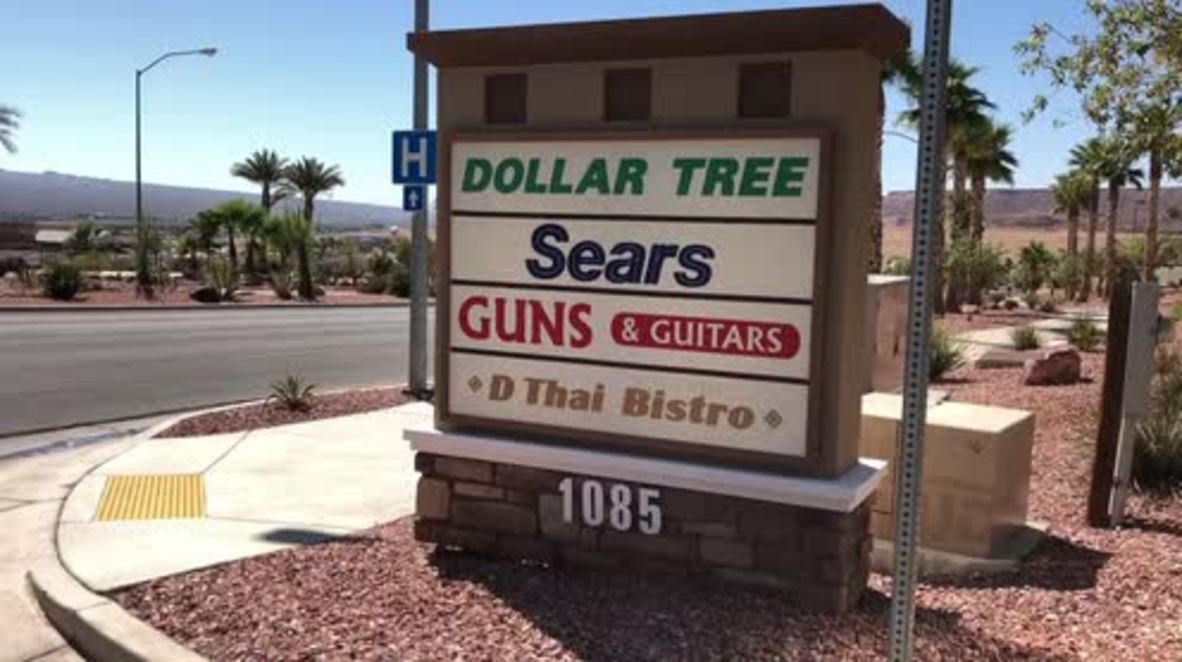 H
DOLLAR TREE
Sears
GUNS & GUITARS
D Thai Bistro
1085